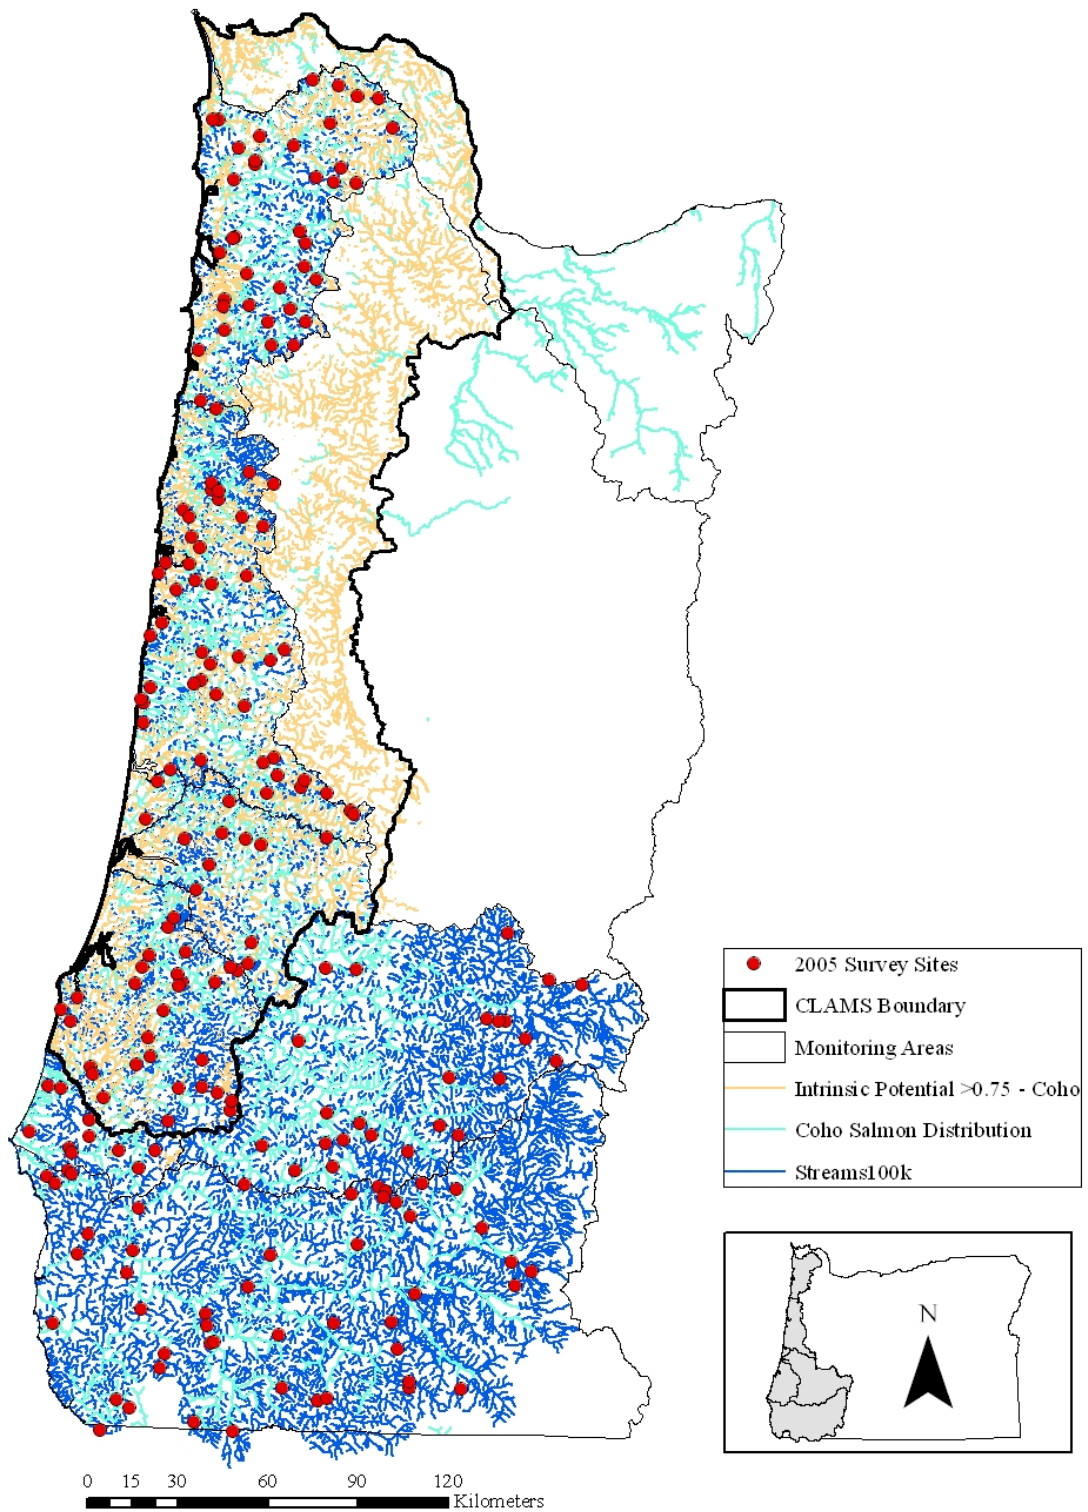 2005 Survey Sites
CLAMS Boundary
Monitoring Areas
Intrinsic Potential >0.75 - Coho
Coho Salmon Distribution
Streams100k
N
0 15 30 60 90 120
Kilometers